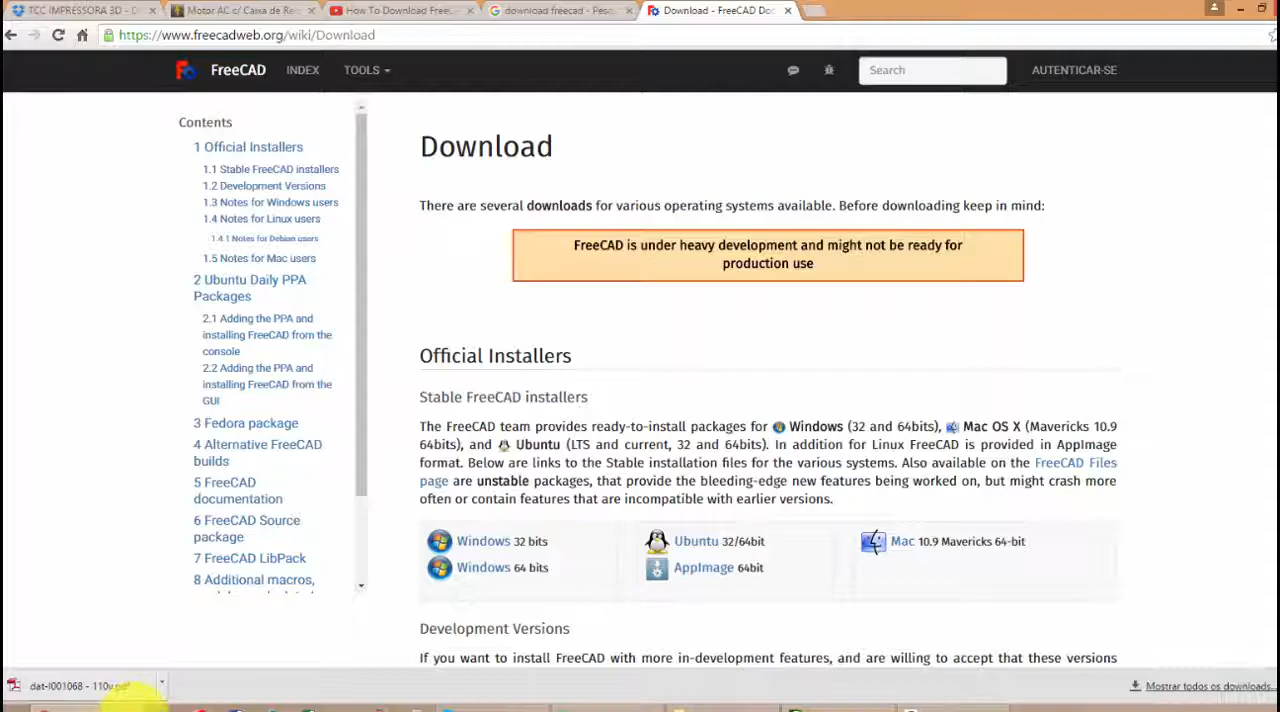 TCC IMPRESSORA 3D - D
Motor AC c/ Caixa de Re
How To Download Free
download freecad - Pesq
Download - FreeCAD Do
https://www.freecadweb.org/wiki/Download
FreeCAD INDEX TOOLS Search AUTENTICAR-SE
Contents
1 Official Installers
1.1 Stable FreeCAD installers
1.2 Development Versions
1.3 Notes for Windows users
1.4 Notes for Linux users
1.4.1 Notes for Debian users
1.5 Notes for Mac users
2 Ubuntu Daily PPA
Packages
2.1 Adding the PPA and
installing FreeCAD from the
console
2.2 Adding the PPA and
installing FreeCAD from the
GUI
3 Fedora package
4 Alternative FreeCAD
builds
5 FreeCAD
documentation
6 FreeCAD Source
package
7 FreeCAD LibPack
8 Additional macros,
Download
There are several downloads for various operating systems available. Before downloading keep in mind:
FreeCAD is under heavy development and might not be ready for
production use
Official Installers
Stable FreeCAD installers
The FreeCAD team provides ready-to-install packages for Windows (32 and 64bits), Mac OS X (Mavericks 10.9
64bits), and Ubuntu (LTS and current, 32 and 64bits). In addition for Linux FreeCAD is provided in AppImage
format. Below are links to the Stable installation files for the various systems. Also available on the FreeCAD Files
page are unstable packages, that provide the bleeding-edge new features being worked on, but might crash more
often or contain features that are incompatible with earlier versions.
Windows 32 bits Ubuntu 32/64bit Mac 10.9 Mavericks 64-bit
Windows 64 bits AppImage 64bit
Development Versions
If you want to install FreeCAD with more in-development features, and are willing to accept that these versions
dat-I001068 - 110v.pdf
Mostrar todos os downloads...